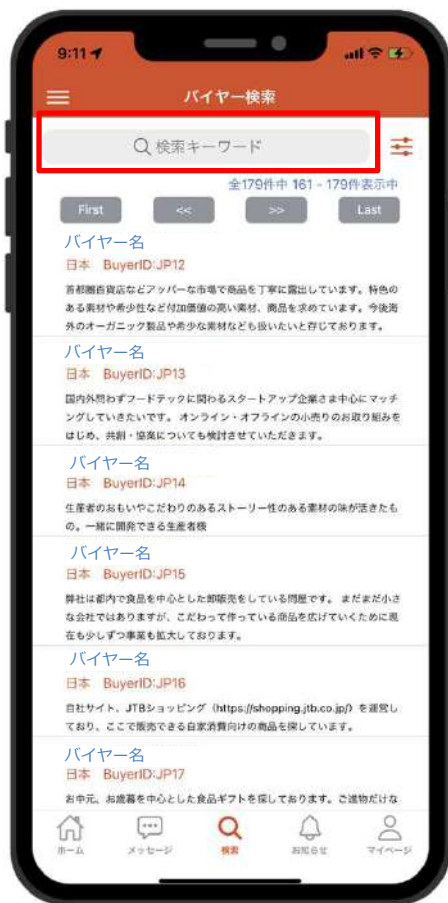 9:11
バイヤー検索
検索キーワード
全179件中 161 - 179件表示中
First << >> Last
バイヤー名
日本 BuyerID:JP12
首都圏百貨店などアッパーな市場で商品を丁寧に露出しています。特色の
ある素材や希少性など付加価値の高い素材、商品を求めています。今後海
外のオーガニック製品や希少な素材なども扱いたいと存じております。
バイヤー名
日本 BuyerID:JP13
国内外問わずフードテックに関わるスタートアップ企業さま中心にマッチ
ングしていきたいです。 オンライン・オフラインの小売りのお取り組みを
はじめ、共創・協業についても検討させていただきます。
バイヤー名
日本 BuyerID:JP14
生産者のおもいやこだわりのあるストーリー性のある素材の味が活きたも
の。一緒に開発できる生産者様
バイヤー名
日本 BuyerID:JP15
弊社は都内で食品を中心とした卸販売をしている問屋です。 まだまだ小さ
な会社ではありますが、こだわって作っている商品を広げていくために現
在も少しずつ事業も拡大しております。
バイヤー名
日本 BuyerID:JP16
自社サイト、JTBショッピング（https://shopping.jtb.co.jp/）を運営し
ており、ここで販売できる自家消費向けの商品を探しています。
バイヤー名
日本 BuyerID:JP17
お中元、お歳暮を中心とした食品ギフトを探しております。ご進物だけな
ホーム メッセージ 検索 お知らせ マイページ